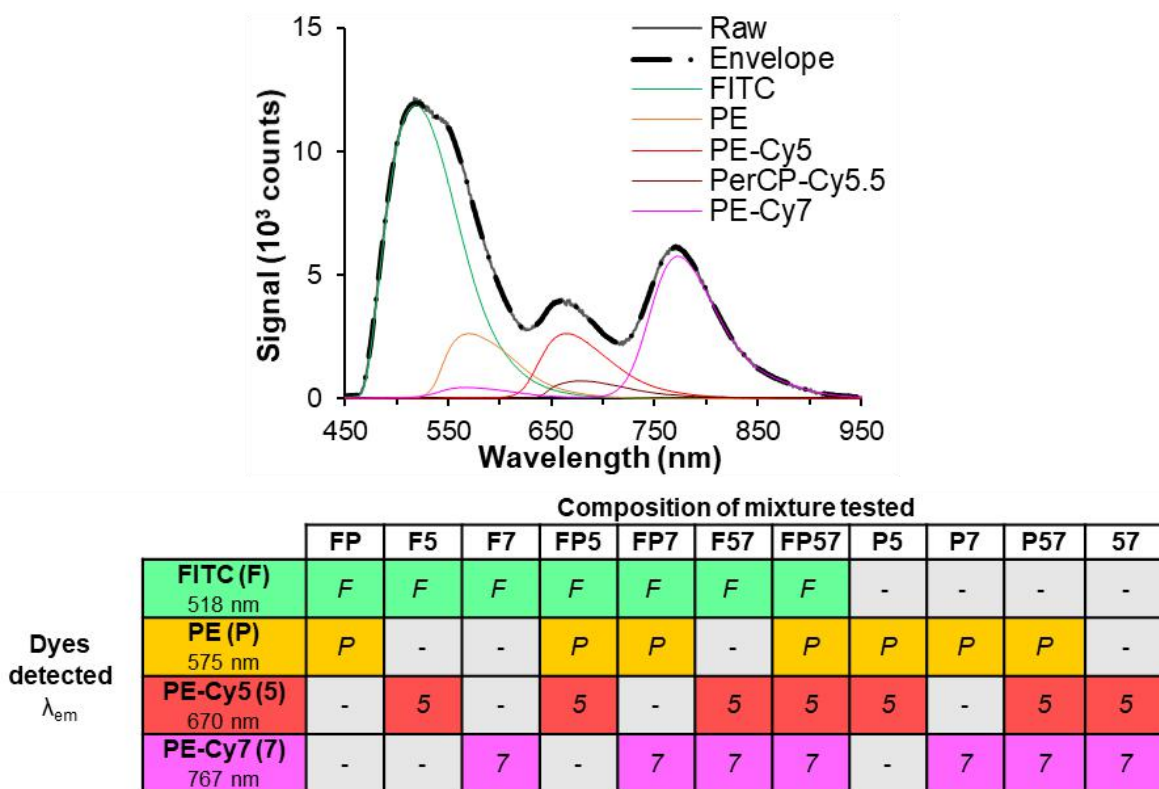 15
10
5
0
Signal (10³ counts)
450 550 650 750 850 950
Wavelength (nm)
Raw
Envelope
FITC
PE
PE-Cy5
PerCP-Cy5.5
PE-Cy7
Composition of mixture tested
FP F5 F7 FP5 FP7 F57 FP57 P5 P7 P57 57
Dyes
detected
λem
FITC (F)
518 nm
F F F F F F F - - - -
PE (P)
575 nm
P - - P P - P P P P -
PE-Cy5 (5)
670 nm
- 5 - 5 - 5 5 5 - 5 5
PE-Cy7 (7)
767 nm
- - 7 - 7 7 7 - 7 7 7